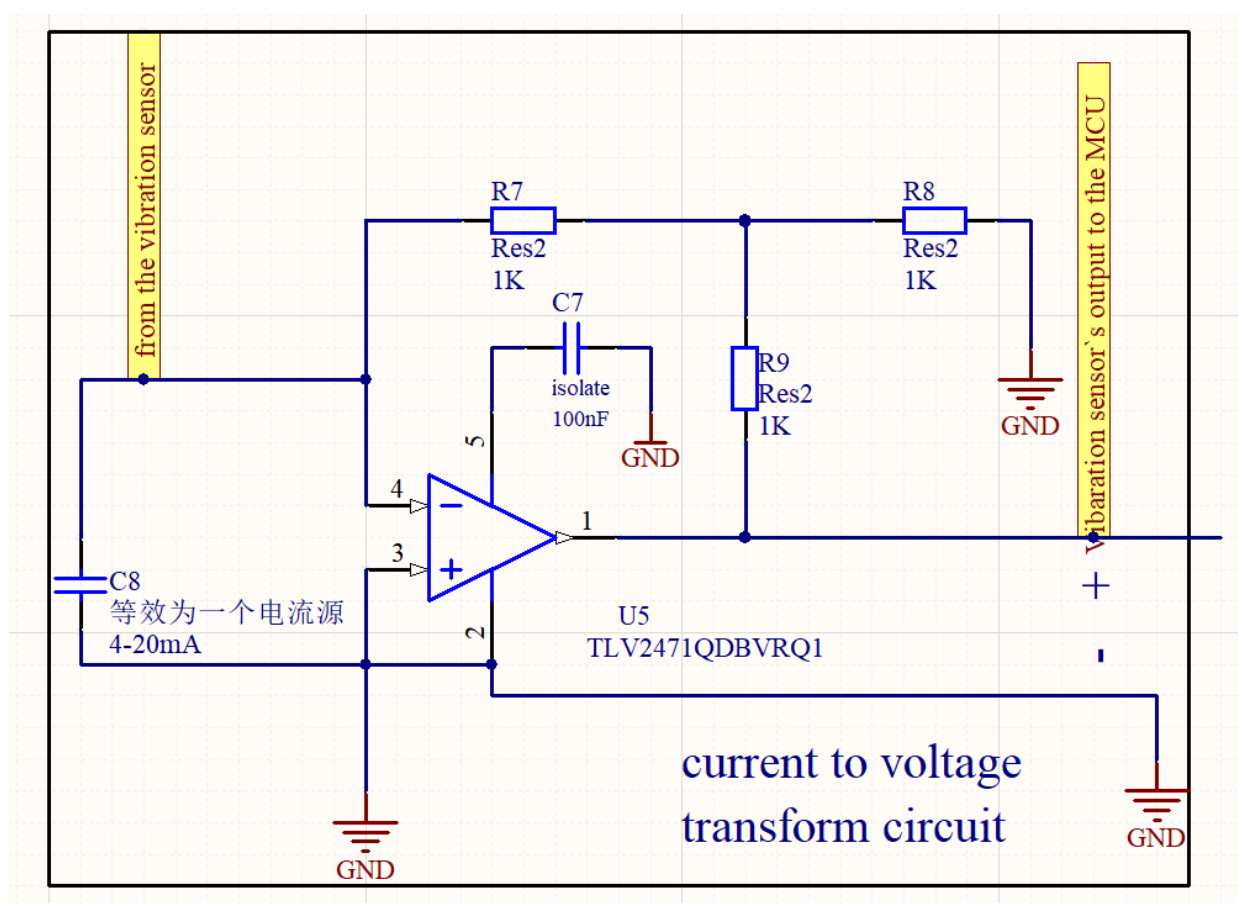 from the vibration sensor
Vibaration sensor`s output to the MCU
R7
Res2
1K
R8
Res2
1K
C7
isolate
100nF
GND
R9
Res2
1K
GND
5
4
3
1
2
C8
等效为一个电流源
4-20mA
U5
TLV2471QDBVRQ1
+
-
current to voltage
transform circuit
GND
GND